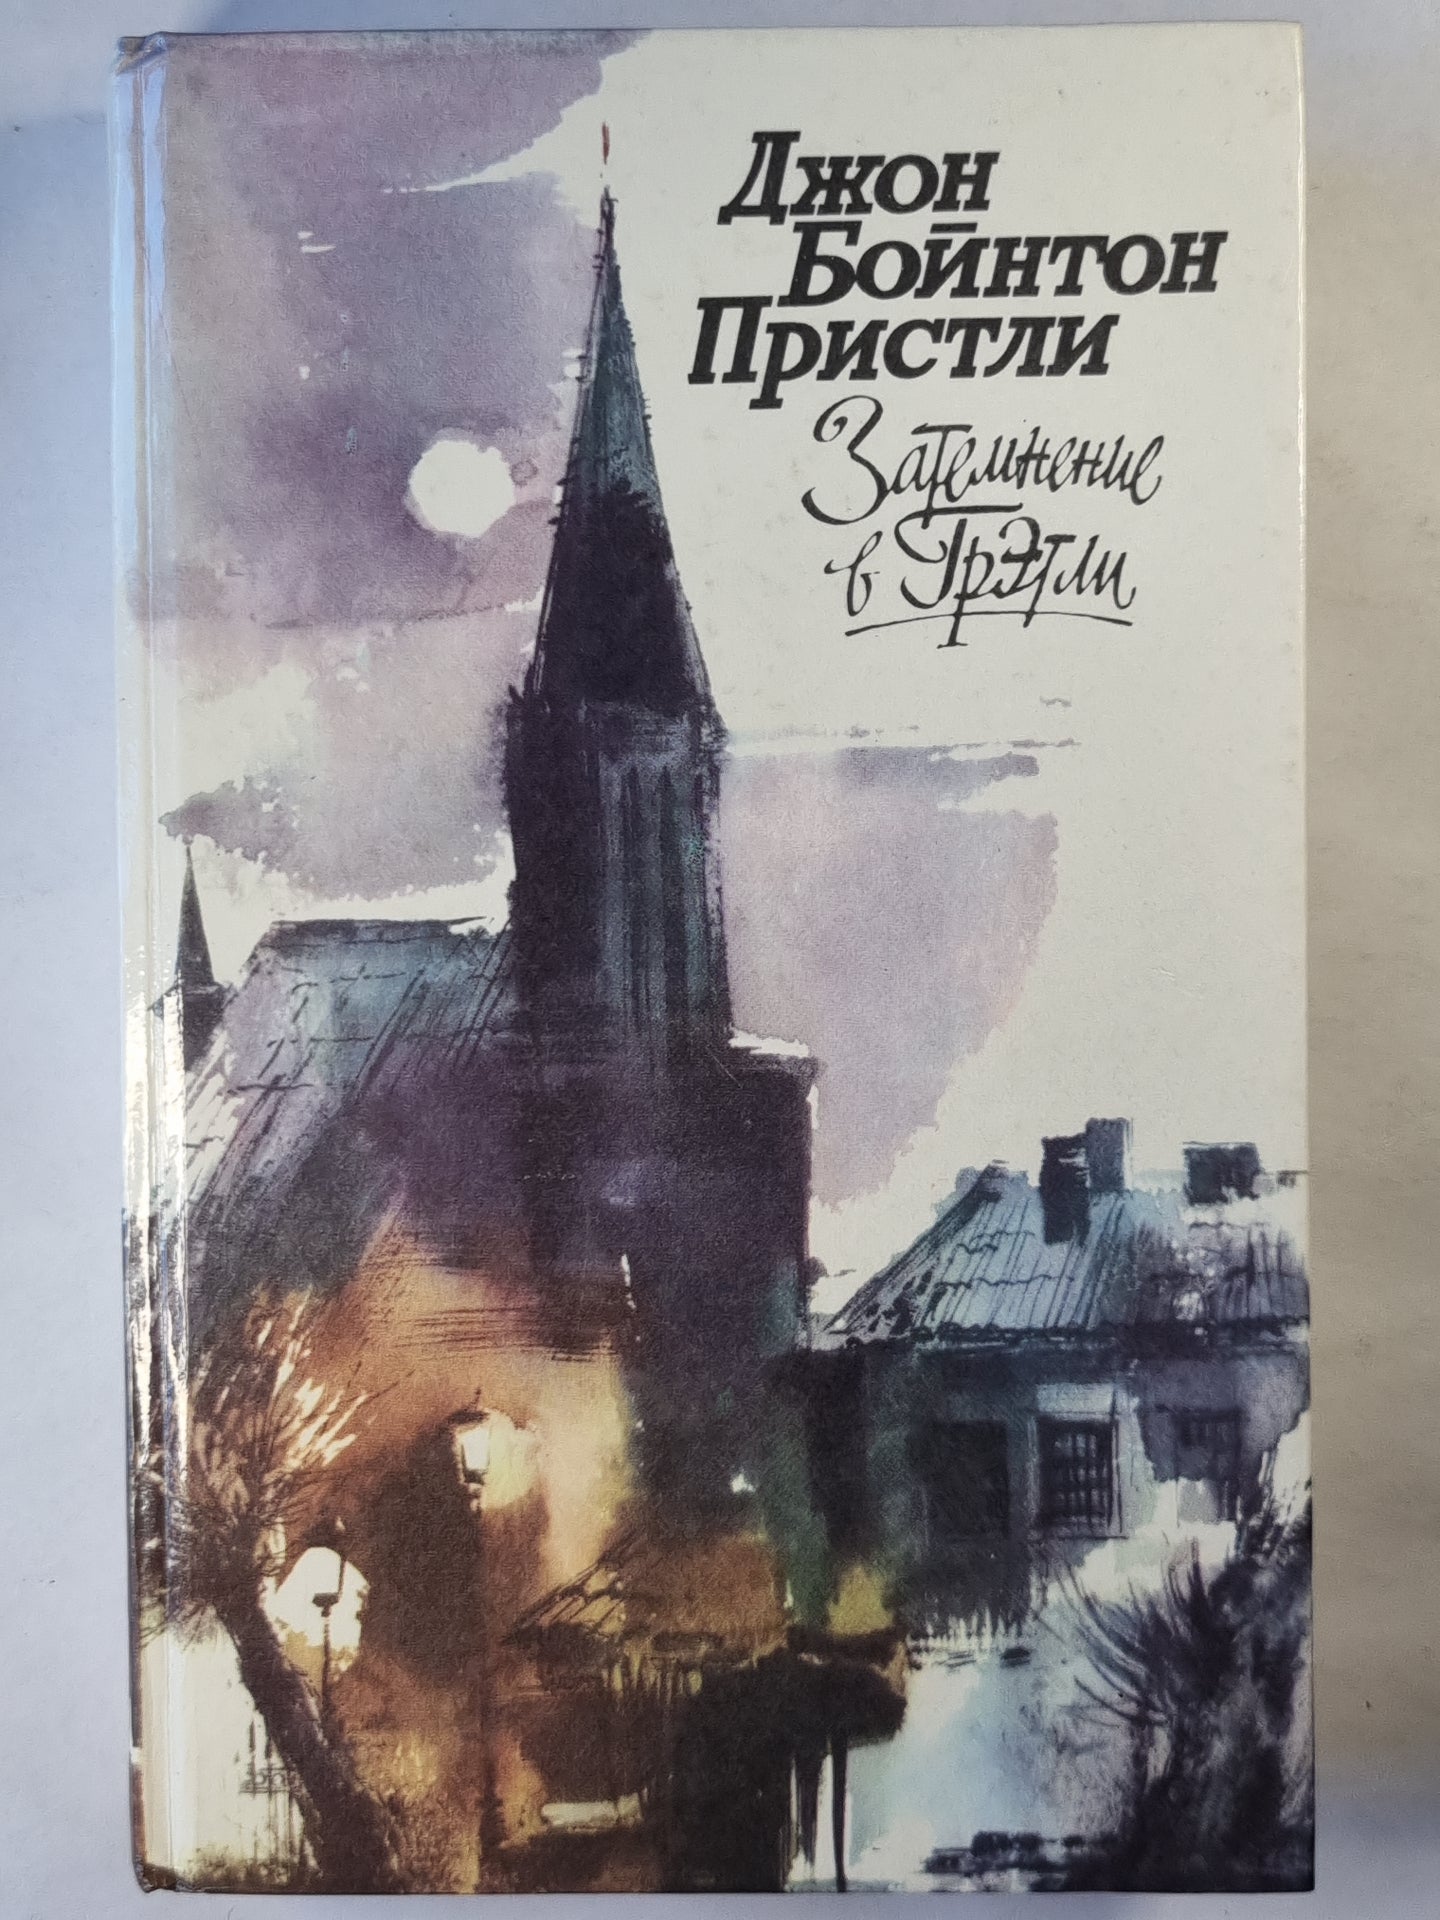 Джон
Бойнтон
Пристли
Затемнение
в Грэтли